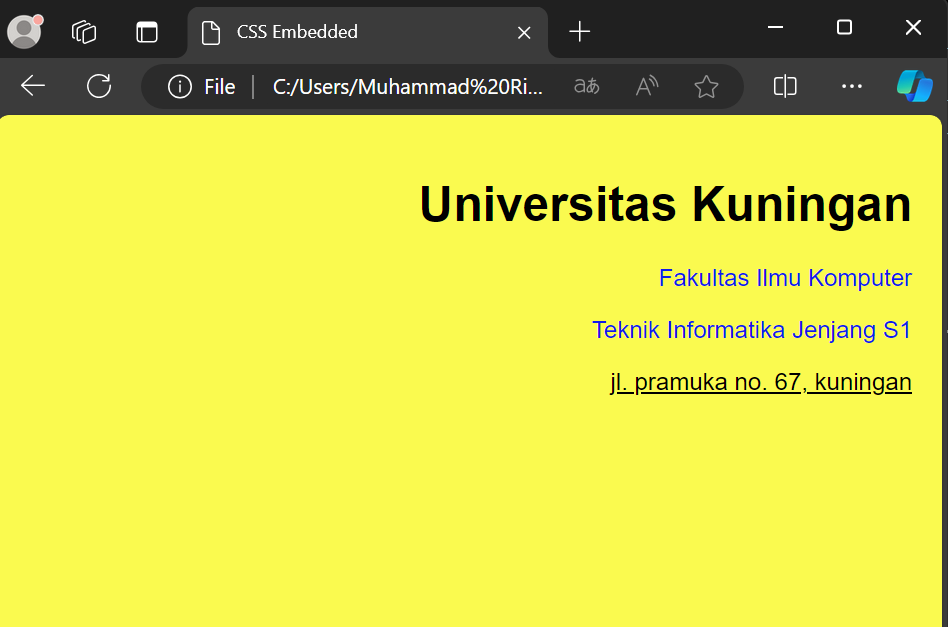 CSS Embedded
File
C:/Users/Muhammad%20Ri...
Universitas Kuningan
Fakultas Ilmu Komputer
Teknik Informatika Jenjang S1
jl. pramuka no. 67, kuningan